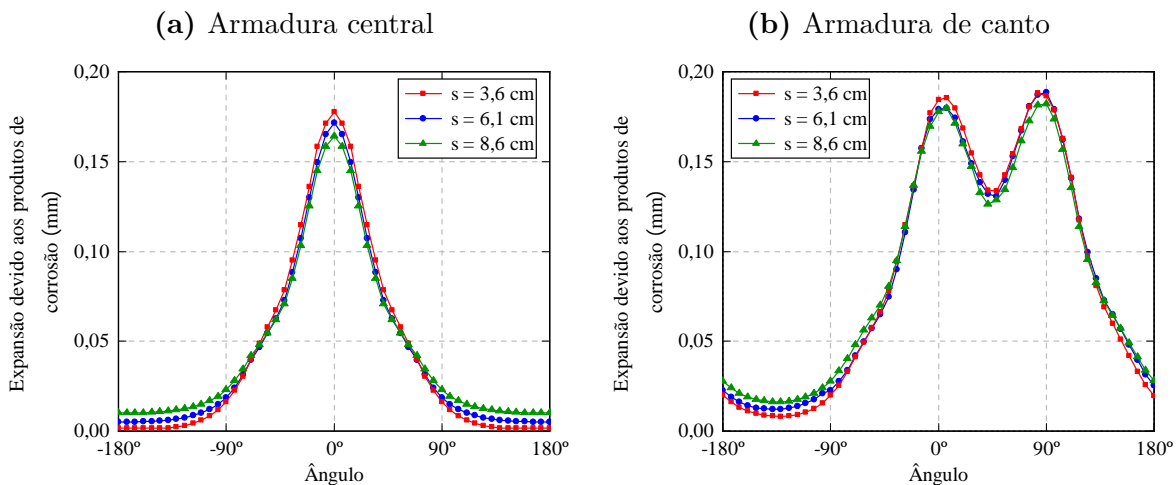 (a) Armadura central
Expansão devido aos produtos de
corrosão (mm)
0,20
0,15
0,10
0,05
0,00
s = 3,6 cm
s = 6,1 cm
s = 8,6 cm
-180º
-90º
0º
90º
180º
Ângulo
(b) Armadura de canto
Expansão devido aos produtos de
corrosão (mm)
0,20
0,15
0,10
0,05
0,00
s = 3,6 cm
s = 6,1 cm
s = 8,6 cm
-180º
-90º
0º
90º
180º
Ângulo